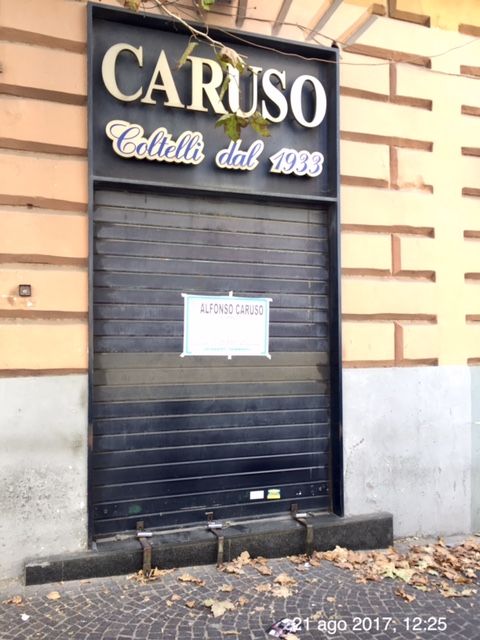 CARUSO
Coltelli dal 1933
ALFONSO CARUSO
21 ago 2017, 12:25